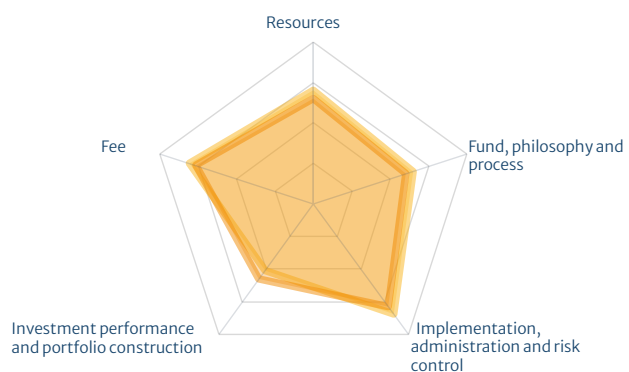 Resources
Fee
Fund, philosophy and
process
Investment performance
and portfolio construction
Implementation,
administration and risk
control